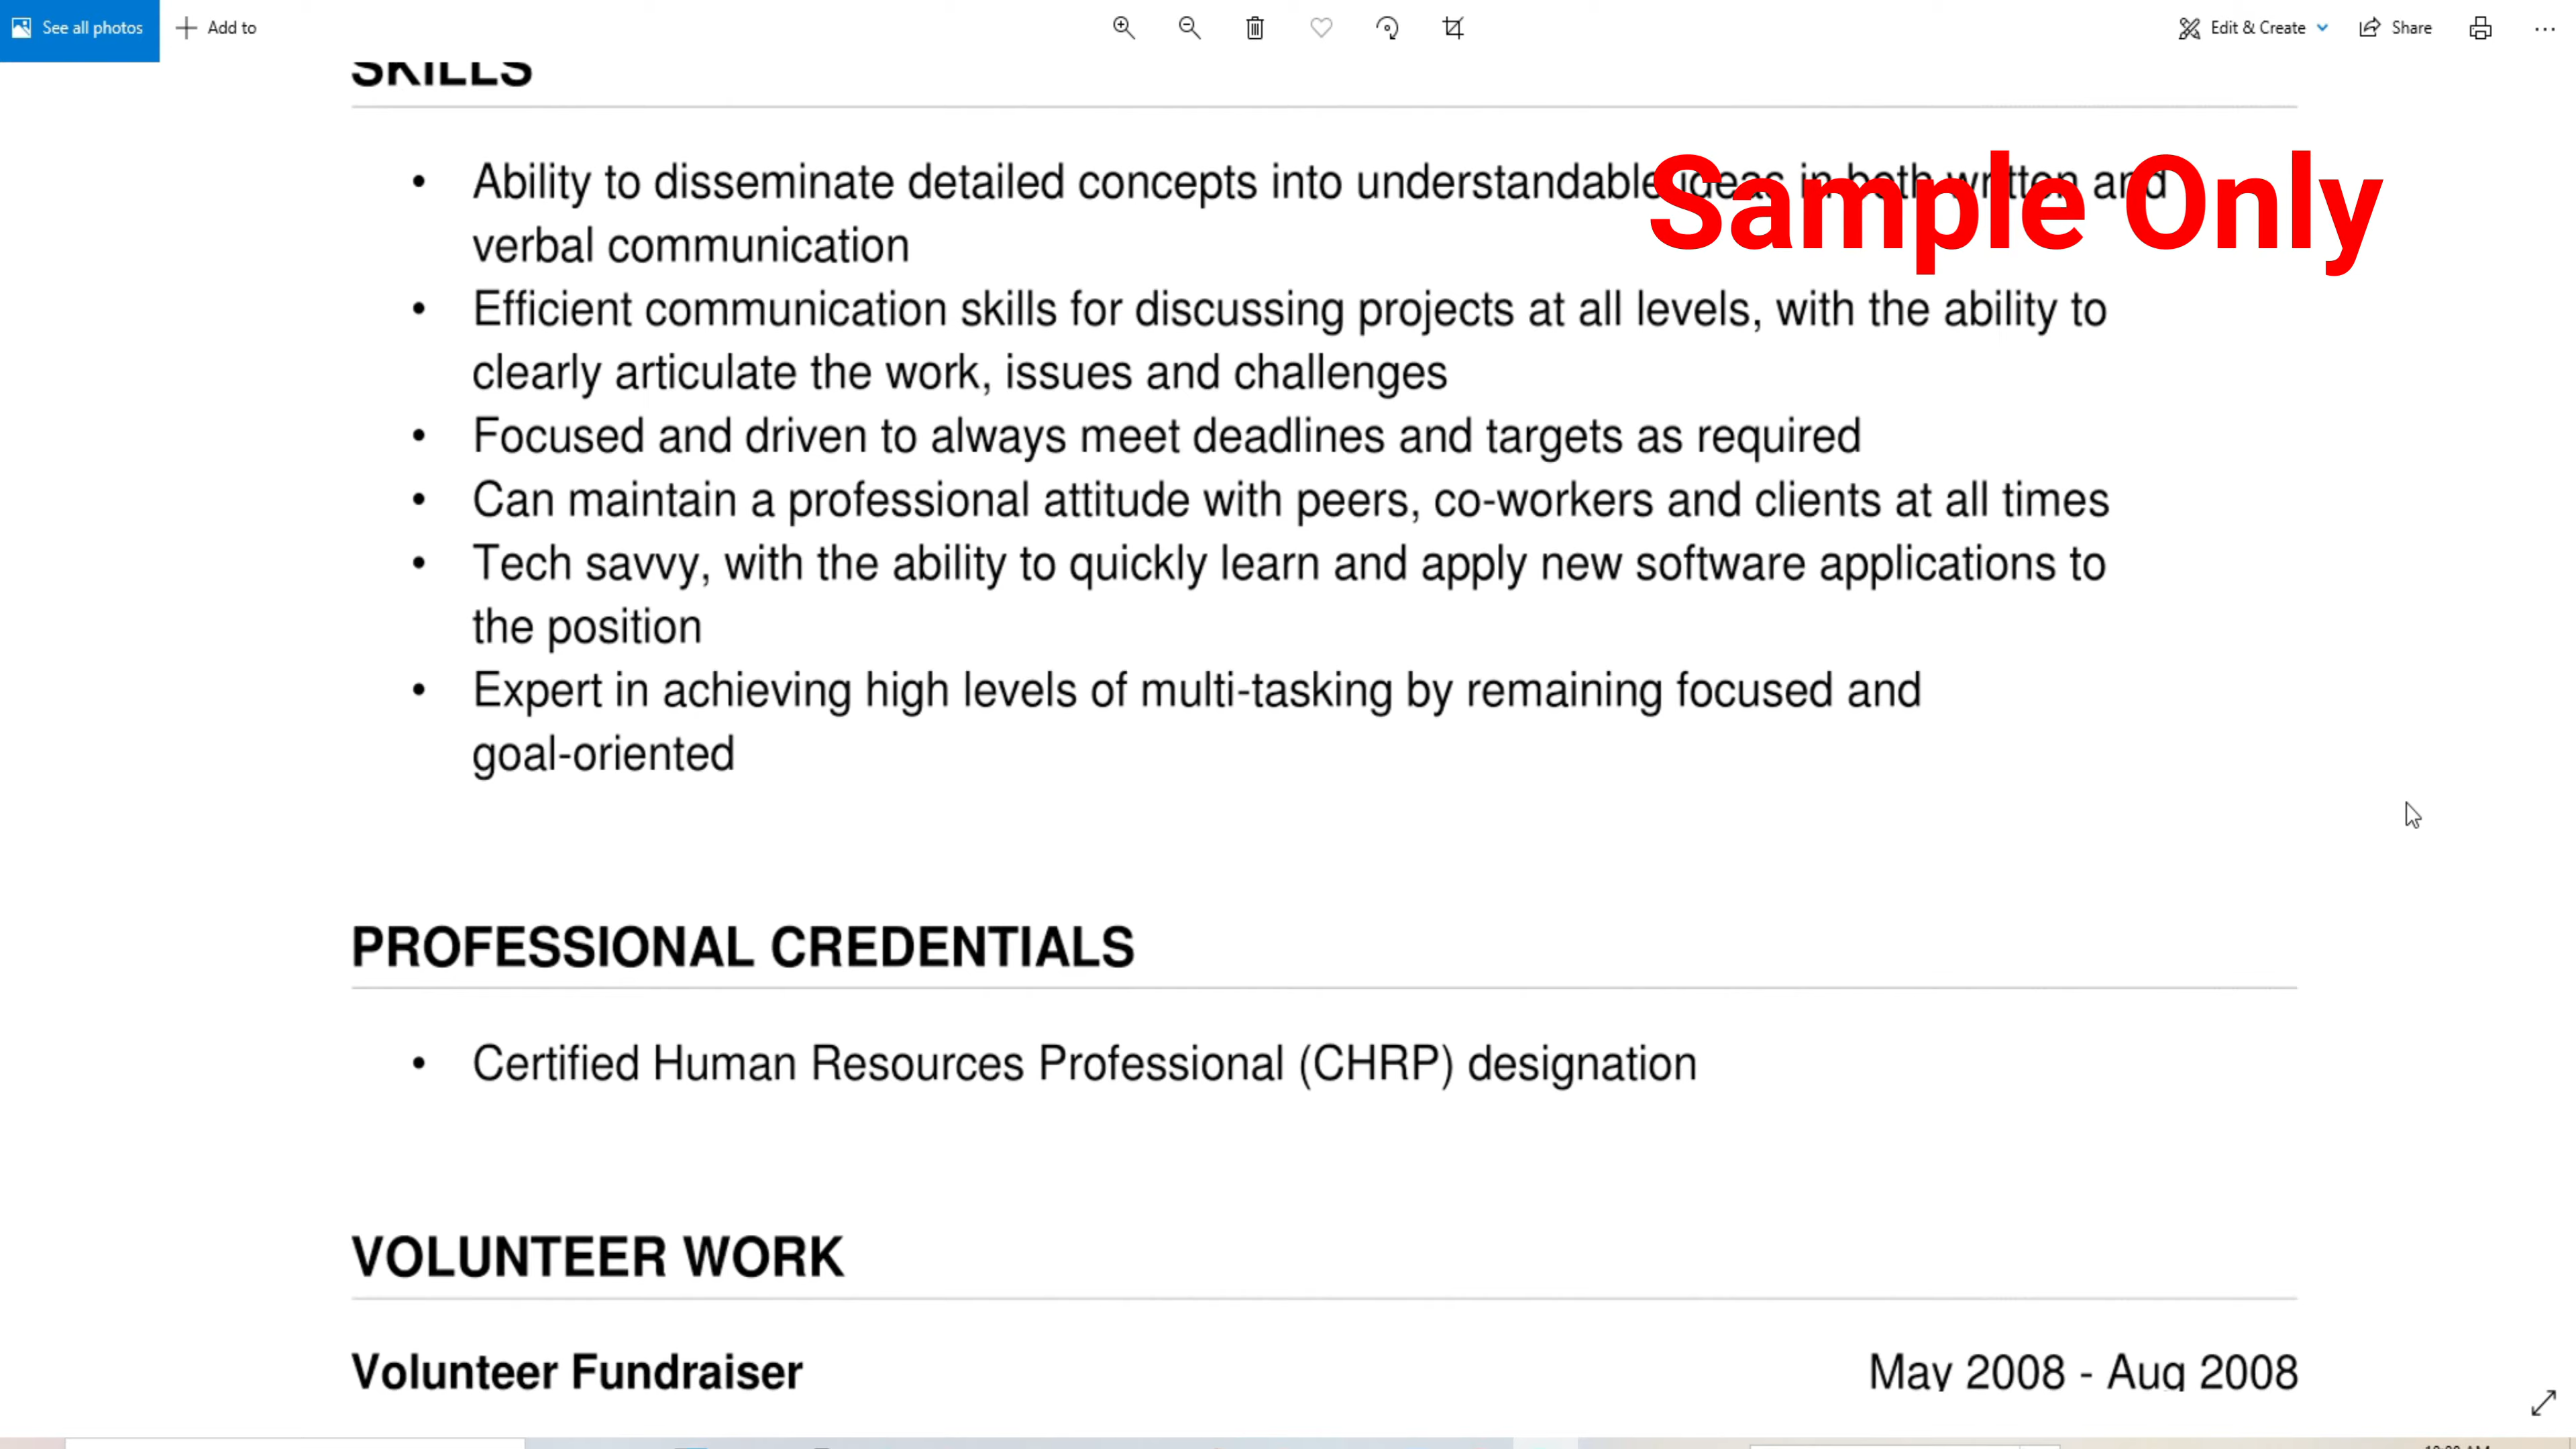 See all photos
Add to
Edit & Create
Share
SKILLS
• Ability to disseminate detailed concepts into understandable ideas in both written and
verbal communication
Sample Only
• Efficient communication skills for discussing projects at all levels, with the ability to
clearly articulate the work, issues and challenges
• Focused and driven to always meet deadlines and targets as required
• Can maintain a professional attitude with peers, co-workers and clients at all times
• Tech savvy, with the ability to quickly learn and apply new software applications to
the position
• Expert in achieving high levels of multi-tasking by remaining focused and
goal-oriented
PROFESSIONAL CREDENTIALS
• Certified Human Resources Professional (CHRP) designation
VOLUNTEER WORK
Volunteer Fundraiser
May 2008 - Aug 2008